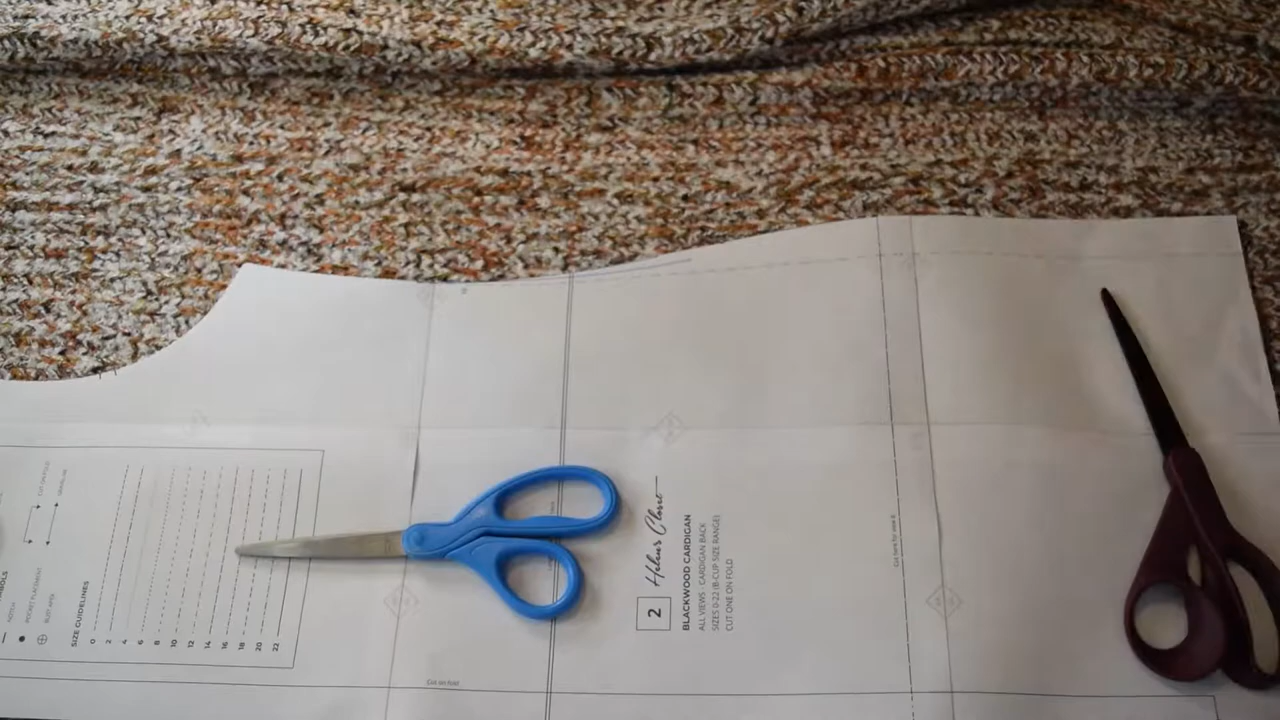 Helen's Closet
2
BLACKWOOD CARDIGAN
ALL VIEWS - CARDIGAN BACK
SIZES 0-22 (B-CUP SIZE RANGE)
CUT ONE ON FOLD
Cut on fold
SIZE GUIDELINES
0
2
4
6
8
10
12
14
16
18
20
22
CUT ON FOLD
GRAINLINE
NOTCH
POCKET PLACEMENT
BUST APEX